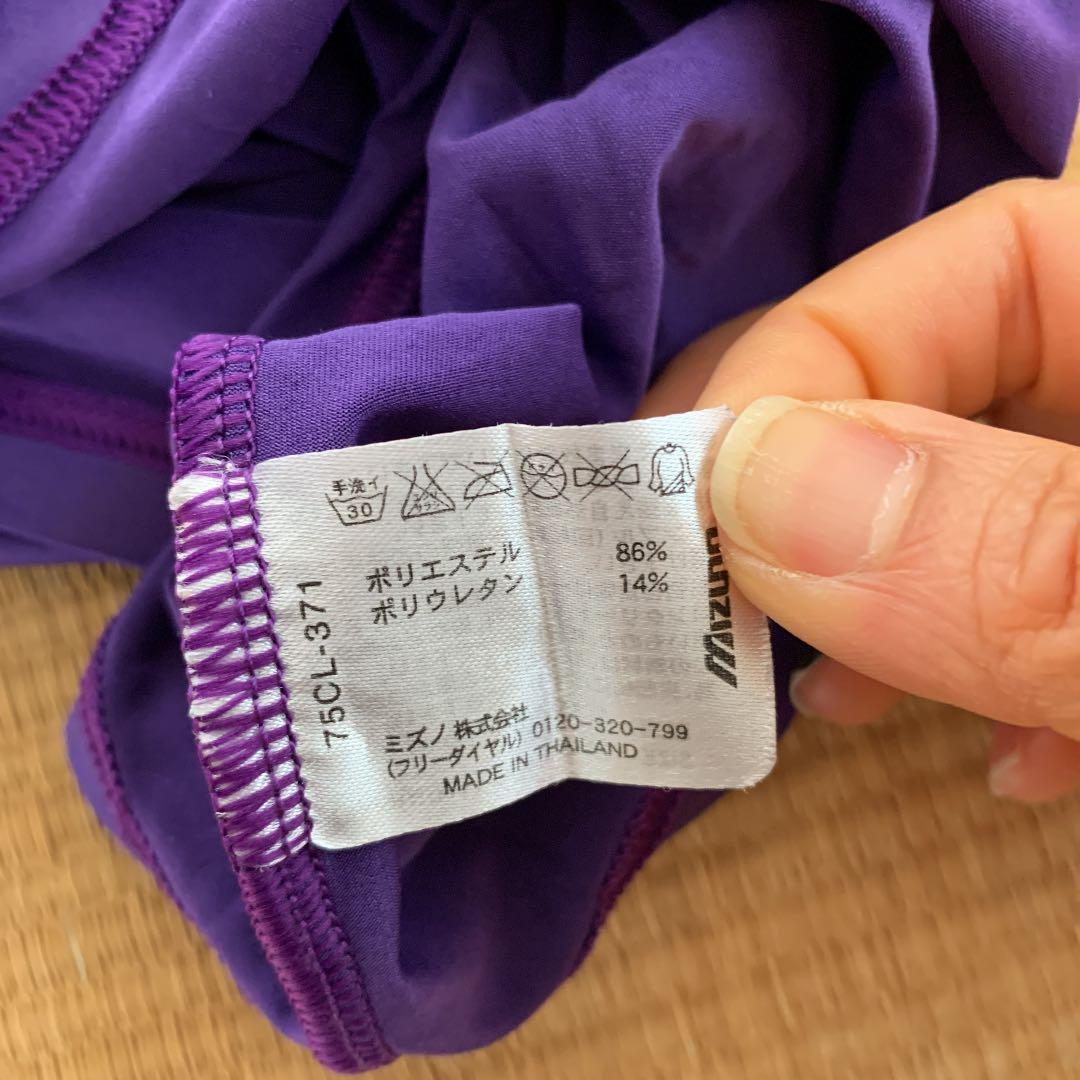 手洗イ
30
ポリエステル 86%
ポリウレタン 14%
75CL-371
ミズノ株式会社
(フリーダイヤル) 0120-320-799
MADE IN THAILAND